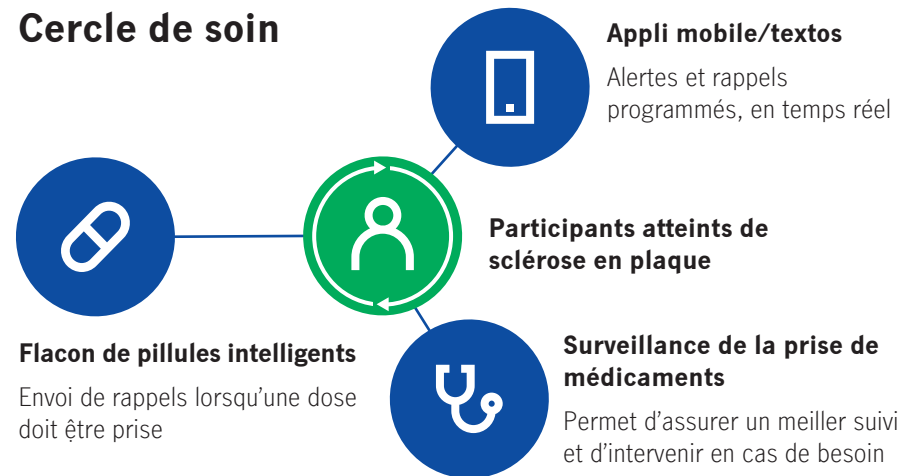 Cercle de soin
Appli mobile/textos
Alertes et rappels
programmés, en temps réel
Participants atteints de
sclérose en plaque
Flacon de pillules intelligents
Envoi de rappels lorsqu'une dose
doit être prise
Surveillance de la prise de
médicaments
Permet d'assurer un meiller suivi
et d'intervenir en cas de besoin